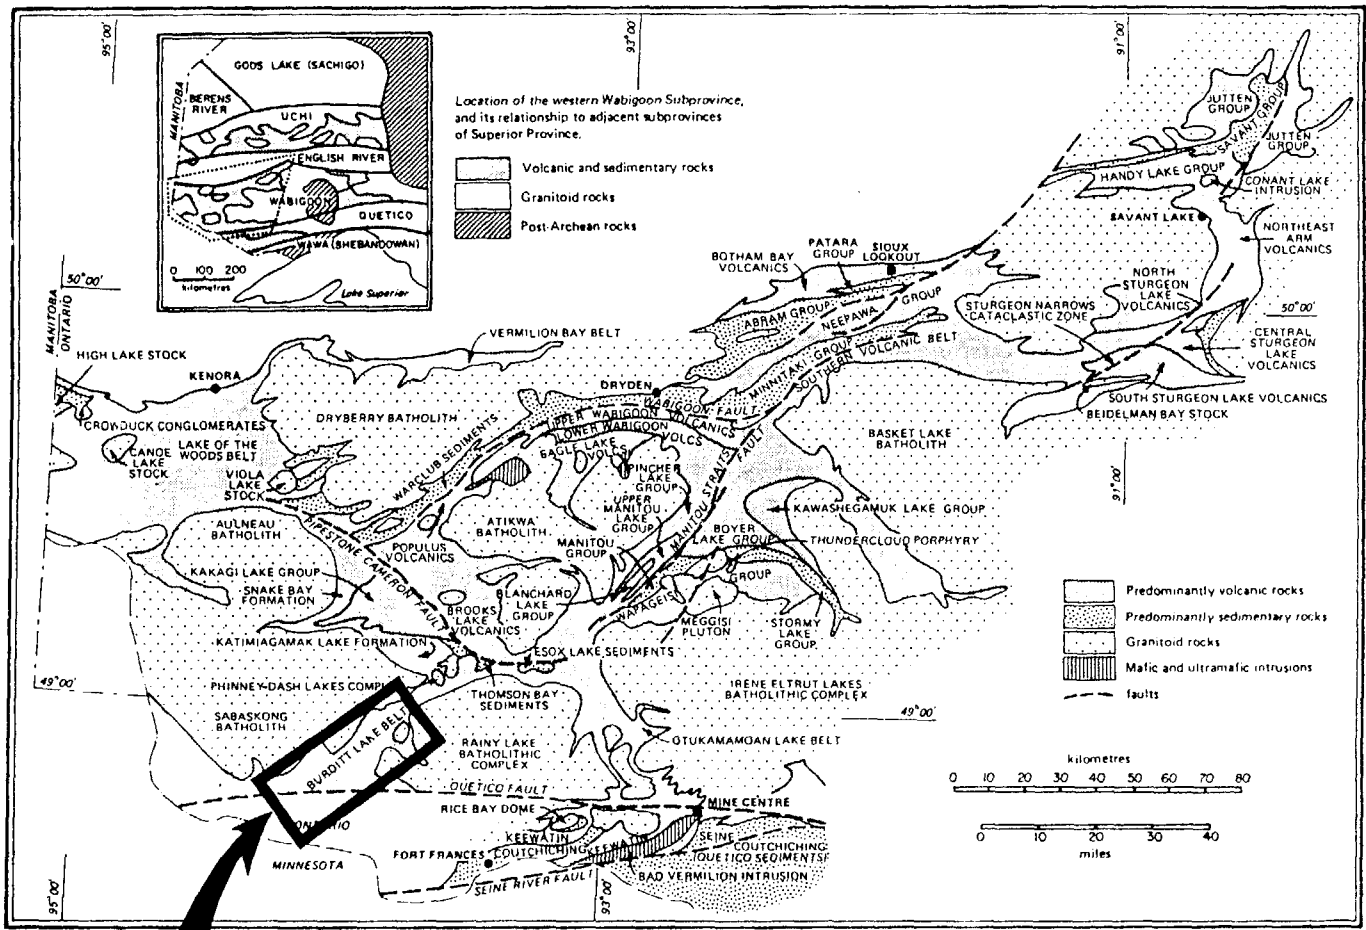 95°00'
93°00'
91°00'
GODS LAKE (SACHIGO)
MANITOBA
BERENS
RIVER
UCHI
ENGLISH RIVER
WABIGOON
QUETICO
WAWA (SHEBANDOWAN)
0 100 200
kilometres
Lake Superior
Location of the western Wabigoon Subprovince,
and its relationship to adjacent subprovinces
of Superior Province.
Volcanic and sedimentary rocks
Granitoid rocks
Post-Archean rocks
JUTTEN
GROUP
SAVANT GROUP
JUTTEN
GROUP
HANDY LAKE GROUP
CONANT LAKE
INTRUSION
SAVANT LAKE
NORTHEAST
ARM
VOLCANICS
PATARA
GROUP
SIOUX
LOOKOUT
BOTHAM BAY
VOLCANICS
NORTH
STURGEON
LAKE
VOLCANICS
50°00'
MANITOBA
ONTARIO
50°00'
ABRAM GROUP
NEEPAWA GROUP
STURGEON NARROWS
CATACLASTIC ZONE
CENTRAL
STURGEON
LAKE
VOLCANICS
VERMILION BAY BELT
MINNITAKI GROUP
SOUTHERN VOLCANIC BELT
HIGH LAKE STOCK
KENORA
DRYDEN
SOUTH STURGEON LAKE VOLCANICS
BEIDELMAN BAY STOCK
DRYBERRY BATHOLITH
WABIGOON FAULT
UPPER WABIGOON VOLCANICS
LOWER WABIGOON VOLCS
CROWDUCK CONGLOMERATES
LAKE OF THE
WOODS BELT
CANOE
LAKE
STOCK
EAGLE LAKE
VOLCS
BASKET LAKE
BATHOLITH
WARCLUB SEDIMENTS
PINCHER
LAKE
GROUP
VIOLA
LAKE
STOCK
MANITOU STRAITS
FAULT
91°00'
UPPER
MANITOU
LAKE
GROUP
AULNEAU
BATHOLITH
ATIKWA
BATHOLITH
KAWASHEGAMUK LAKE GROUP
PIPESTONE CAMERON FAULT
BOYER
LAKE GROUP
THUNDERCLOUD PORPHYRY
POPULUS
VOLCANICS
MANITOU
GROUP
KAKAGI LAKE GROUP
SNAKE BAY
FORMATION
BLANCHARD
LAKE
GROUP
WAPAGEISI
GROUP
BROOKS
LAKE
VOLCANICS
MEGGISI
PLUTON
STORMY
LAKE
GROUP
Predominantly volcanic rocks
Predominantly sedimentary rocks
Granitoid rocks
Mafic and ultramafic intrusions
faults
KATIMIAGAMAK LAKE FORMATION
ESOX LAKE SEDIMENTS
49°00'
PHINNEY-DASH LAKES COMPL
THOMSON BAY
SEDIMENTS
IRENE ELTRUT LAKES
BATHOLITHIC COMPLEX
49°00'
SABASKONG
BATHOLITH
BURDITT LAKE BELT
RAINY LAKE
BATHOLITHIC
COMPLEX
OTUKAMAMOAN LAKE BELT
kilometres
0 10 20 30 40 50 60 70 80
0 10 20 30 40
miles
QUETICO FAULT
RICE BAY DOME
MINE CENTRE
ONTARIO
MINNESOTA
KEEWATIN
KEEWATIN
SEINE
COUTCHICHING
COUTCHICHING
(QUETICO SEDIMENTS)
FORT FRANCES
BAD VERMILION INTRUSION
SEINE RIVER FAULT
95°00'
93°00'